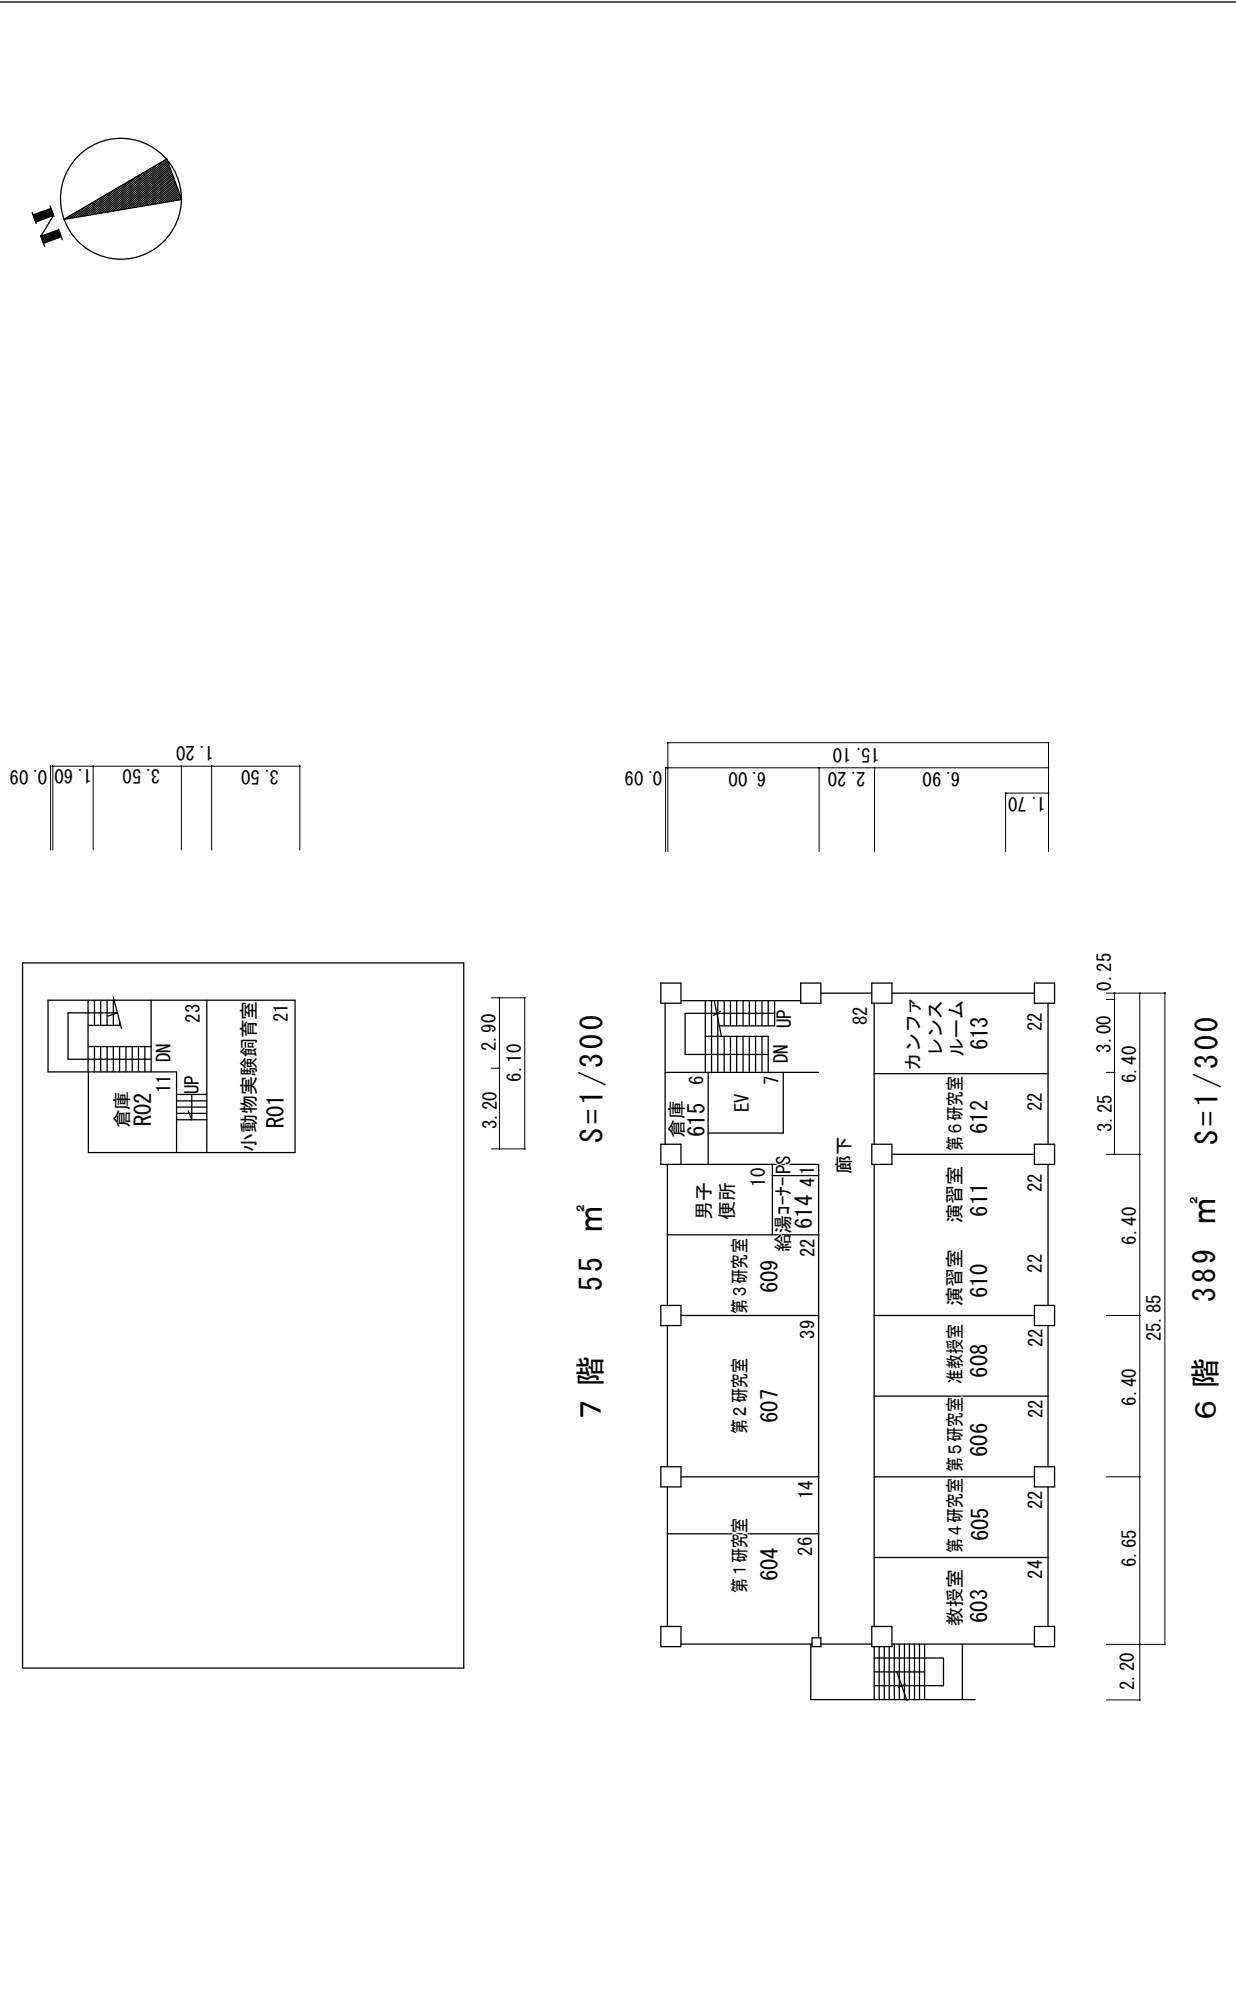 N
0.09
1.60
3.50
1.20
3.50
倉庫
R02
11
DN
23
UP
小動物実験飼育室
R01
21
3.20
2.90
6.10
7 階 55 ㎡ S=1/300
0.09
6.00
2.20
6.90
15.10
1.70
倉庫
615
6
EV
7
DN
UP
82
廊下
男子
便所
10
給湯コーナー
614
4
PS
1
第3研究室
609
22
第2研究室
607
39
14
第1研究室
604
26
カンファ
レンス
ルーム
613
22
第6研究室
612
22
演習室
611
22
演習室
610
22
准教授室
608
22
第5研究室
606
22
第4研究室
605
22
教授室
603
24
2.20
6.65
6.40
6.40
3.25
3.00
0.25
6.40
25.85
6 階 389 ㎡ S=1/300